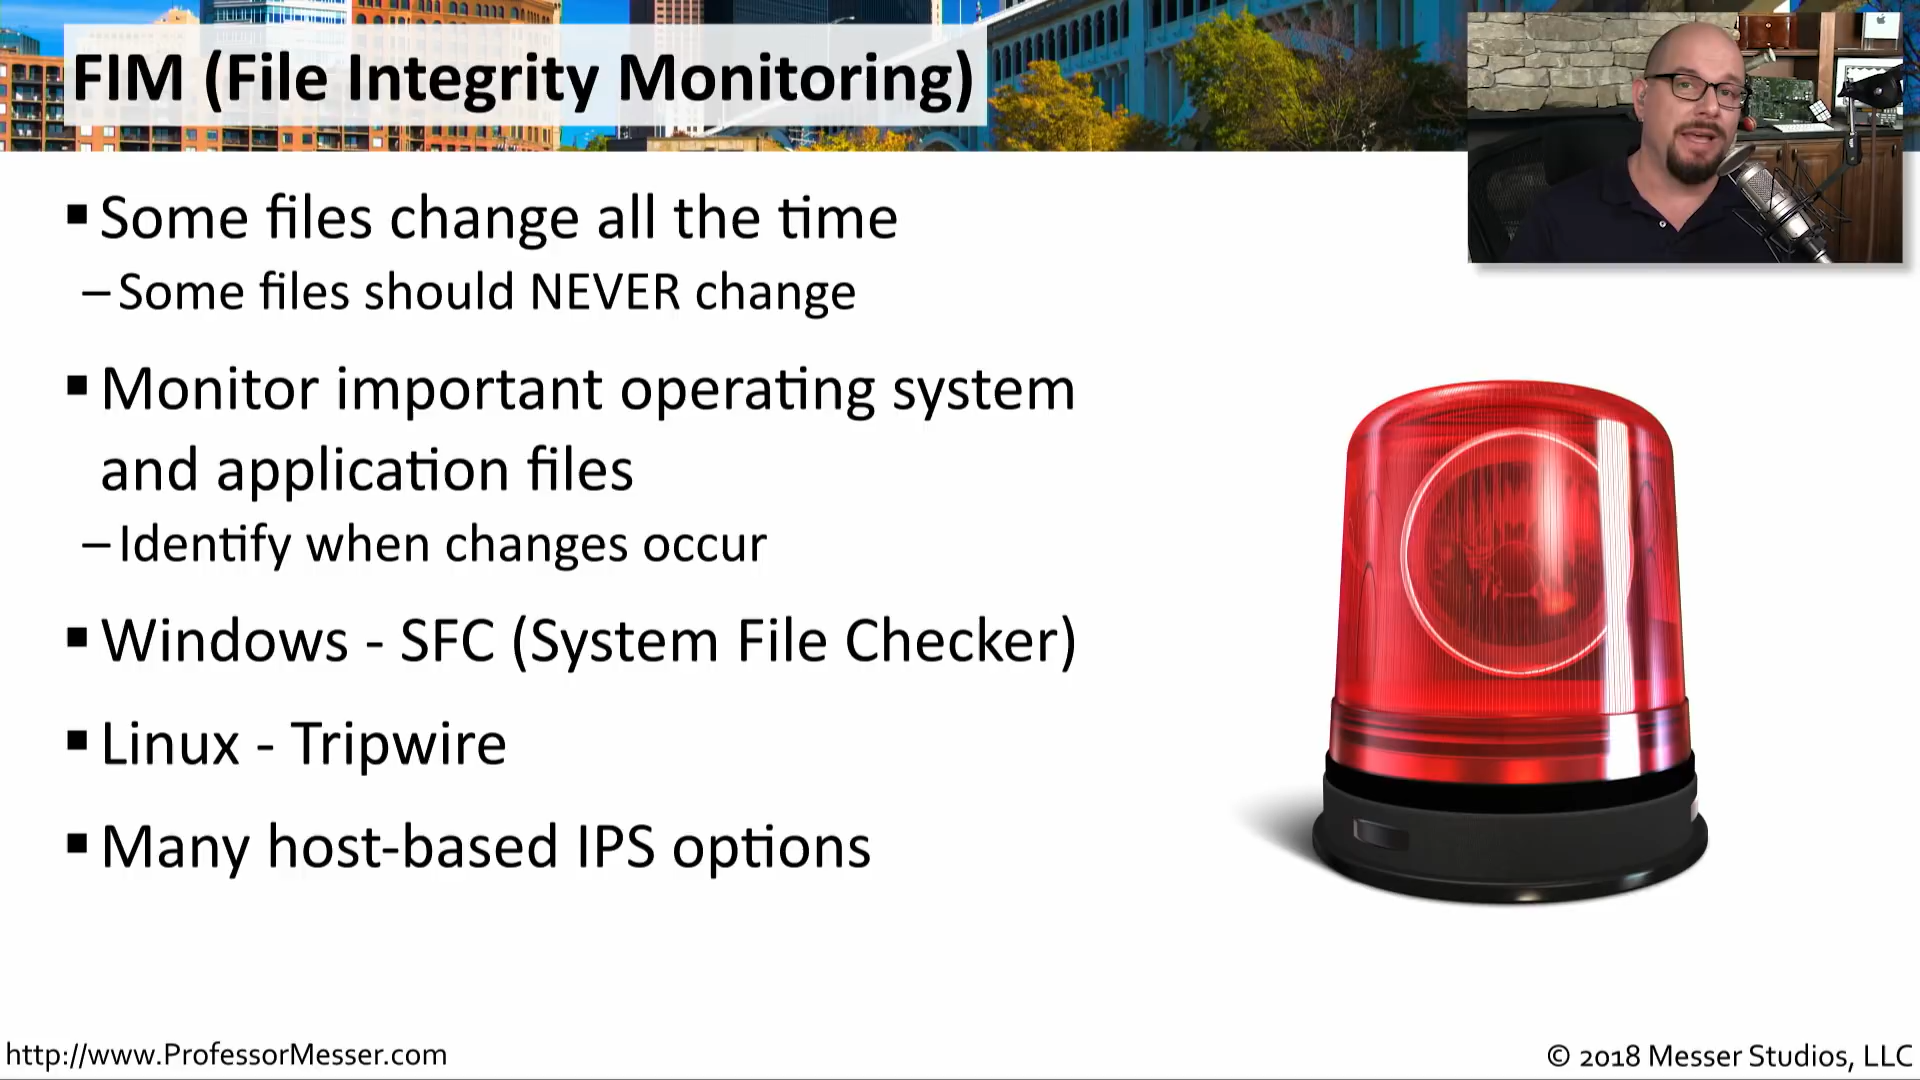 FIM (File Integrity Monitoring)
▪ Some files change all the time
– Some files should NEVER change
▪ Monitor important operating system
and application files
– Identify when changes occur
▪ Windows - SFC (System File Checker)
▪ Linux - Tripwire
▪ Many host-based IPS options
http://www.ProfessorMesser.com
© 2018 Messer Studios, LLC